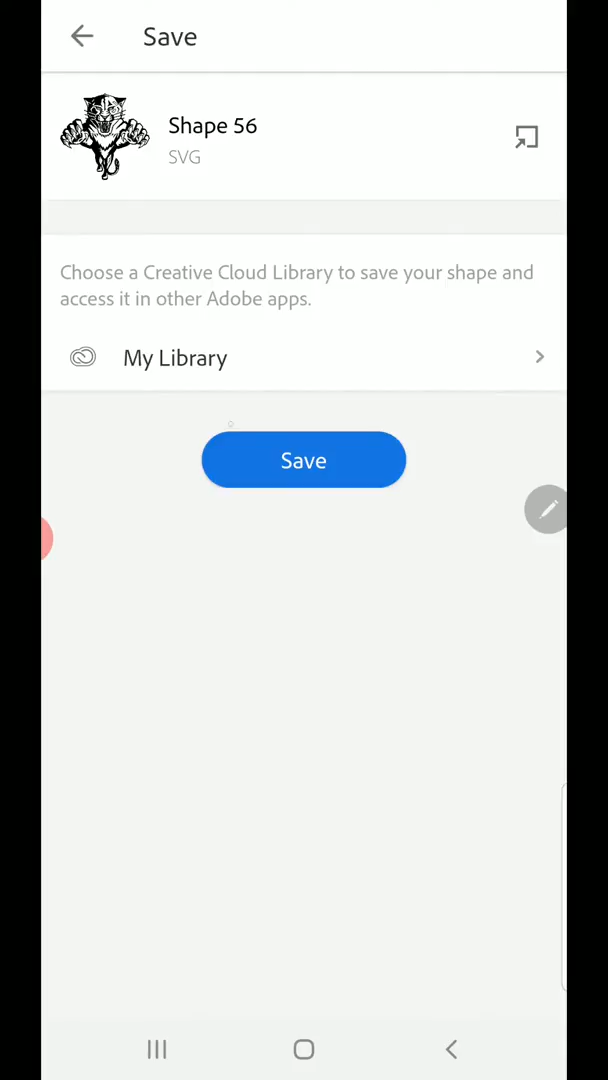 Save
Shape 56
SVG
Choose a Creative Cloud Library to save your shape and
access it in other Adobe apps.
My Library
Save